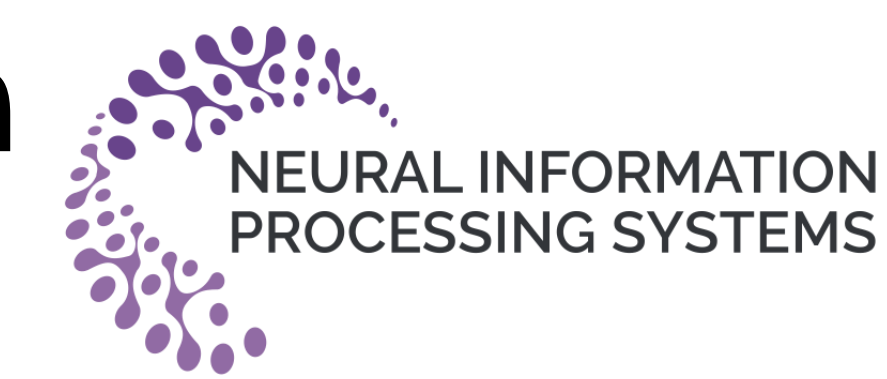 n
NEURAL INFORMATION
PROCESSING SYSTEMS